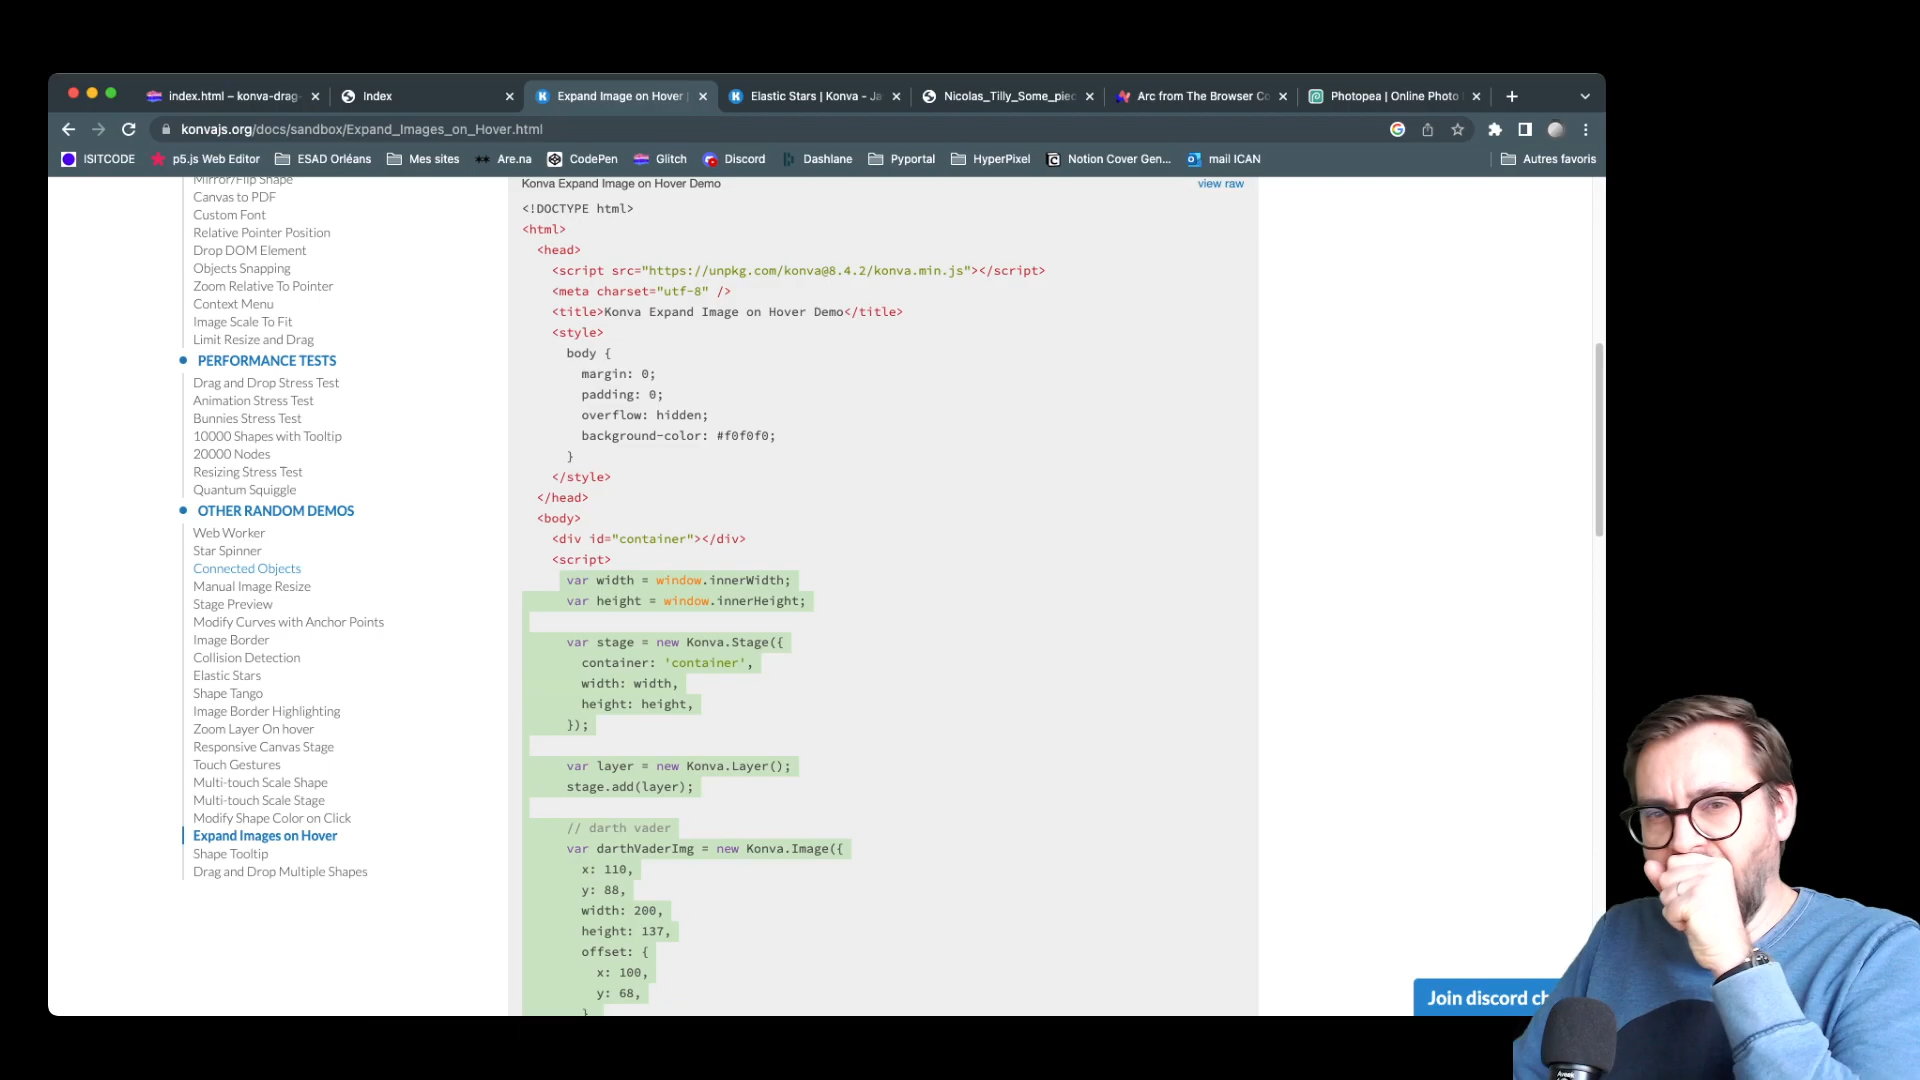 index.html – konva-drag-
Index
Expand Image on Hover |
Elastic Stars | Konva - Ja
Nicolas_Tilly_Some_piec
Arc from The Browser Co
Photopea | Online Photo
konvajs.org/docs/sandbox/Expand_Images_on_Hover.html
ISITCODE
p5.js Web Editor
ESAD Orléans
Mes sites
Are.na
CodePen
Glitch
Discord
Dashlane
Pyportal
HyperPixel
Notion Cover Gen...
mail ICAN
Autres favoris
Mirror/Flip Shape
Canvas to PDF
Custom Font
Relative Pointer Position
Drop DOM Element
Objects Snapping
Zoom Relative To Pointer
Context Menu
Image Scale To Fit
Limit Resize and Drag
PERFORMANCE TESTS
Drag and Drop Stress Test
Animation Stress Test
Bunnies Stress Test
10000 Shapes with Tooltip
20000 Nodes
Resizing Stress Test
Quantum Squiggle
OTHER RANDOM DEMOS
Web Worker
Star Spinner
Connected Objects
Manual Image Resize
Stage Preview
Modify Curves with Anchor Points
Image Border
Collision Detection
Elastic Stars
Shape Tango
Image Border Highlighting
Zoom Layer On hover
Responsive Canvas Stage
Touch Gestures
Multi-touch Scale Shape
Multi-touch Scale Stage
Modify Shape Color on Click
Expand Images on Hover
Shape Tooltip
Drag and Drop Multiple Shapes
Konva Expand Image on Hover Demo
view raw
<!DOCTYPE html>
<html>
<head>
<script src="https://unpkg.com/konva@8.4.2/konva.min.js"></script>
<meta charset="utf-8" />
<title>Konva Expand Image on Hover Demo</title>
<style>
body {
margin: 0;
padding: 0;
overflow: hidden;
background-color: #f0f0f0;
}
</style>
</head>
<body>
<div id="container"></div>
<script>
var width = window.innerWidth;
var height = window.innerHeight;
var stage = new Konva.Stage({
container: 'container',
width: width,
height: height,
});
var layer = new Konva.Layer();
stage.add(layer);
// darth vader
var darthVaderImg = new Konva.Image({
x: 110,
y: 88,
width: 200,
height: 137,
offset: {
x: 100,
y: 68,
}
Join discord ch